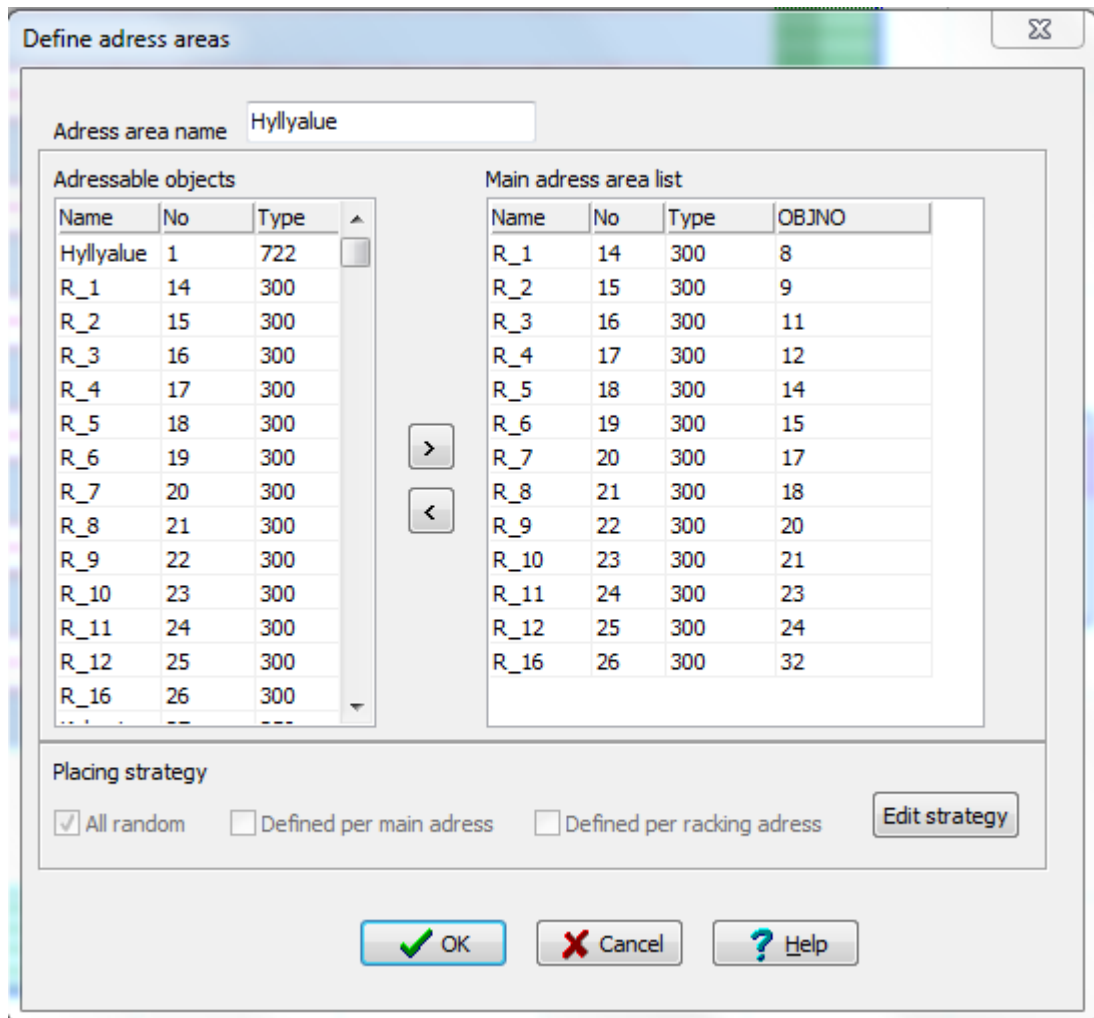 Define adress areas
Adress area name Hyllyalue
Adressable objects
Name No Type
Hyllyalue 1 722
R_1 14 300
R_2 15 300
R_3 16 300
R_4 17 300
R_5 18 300
R_6 19 300
R_7 20 300
R_8 21 300
R_9 22 300
R_10 23 300
R_11 24 300
R_12 25 300
R_16 26 300
>
<
Main adress area list
Name No Type OBJNO
R_1 14 300 8
R_2 15 300 9
R_3 16 300 11
R_4 17 300 12
R_5 18 300 14
R_6 19 300 15
R_7 20 300 17
R_8 21 300 18
R_9 22 300 20
R_10 23 300 21
R_11 24 300 23
R_12 25 300 24
R_16 26 300 32
Placing strategy
All random Defined per main adress Defined per racking adress Edit strategy
OK Cancel Help